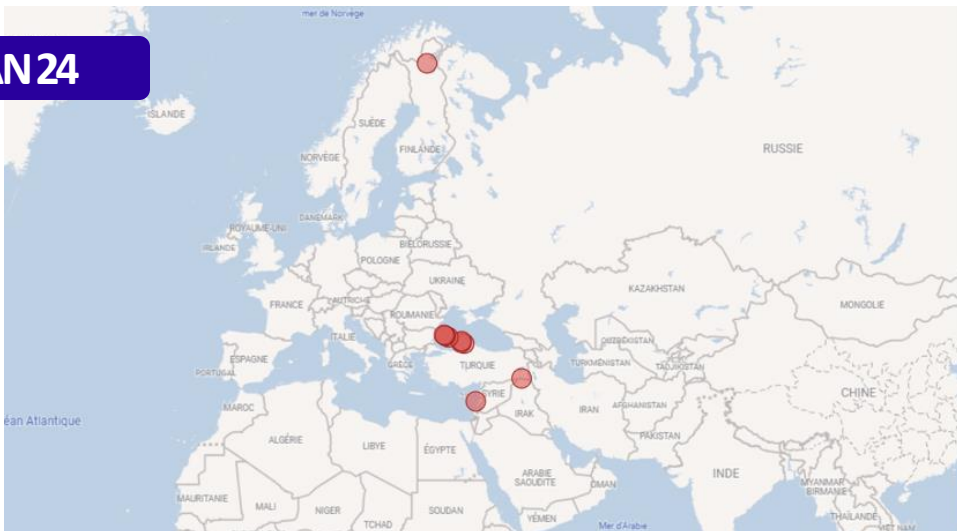 mer de Norvège
AN 24
ISLANDE
SUÈDE
FINLANDE
NORVÈGE
RUSSIE
DANEMARK
ROYAUME-UNI
IRLANDE
BIÉLORUSSIE
POLOGNE
UKRAINE
KAZAKHSTAN
MONGOLIE
FRANCE
AUTRICHE
ROUMANIE
ITALIE
OUZBÉKISTAN
ESPAGNE
PORTUGAL
GRÈCE
TURQUIE
TURKMÉNISTAN
TADJIKISTAN
CHINE
SYRIE
MAROC
IRAK
IRAN
AFGHANISTAN
éan Atlantique
ALGÉRIE
LIBYE
ÉGYPTE
PAKISTAN
ARABIE
SAOUDITE
INDE
OMAN
MYANMAR
BIRMANIE
MAURITANIE
MALI
NIGER
SOUDAN
TCHAD
YÉMEN
Mer d'Arabie
THAÏLANDE
VIÊT NAM